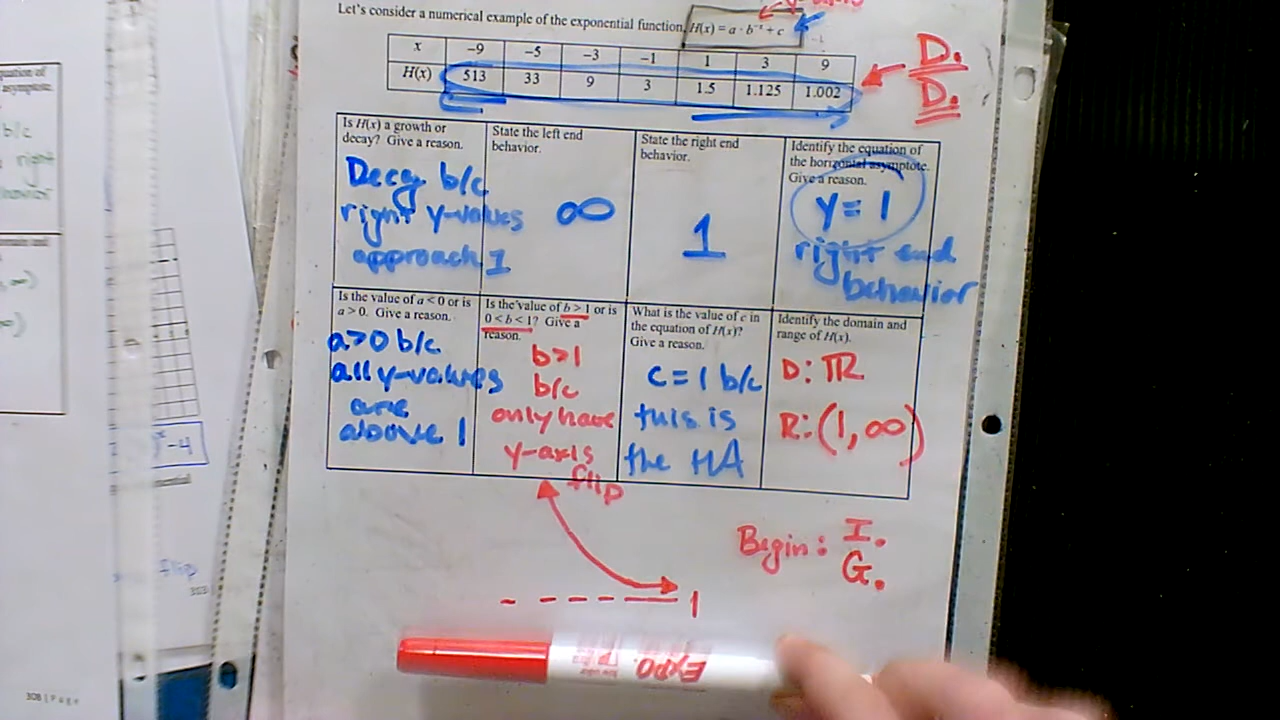 Let's consider a numerical example of the exponential function, H(x) = a · b⁻ˣ + c
x −9 −5 −3 −1 1 3 9
H(x) 513 33 9 3 1.5 1.125 1.002
D.
D.
Is H(x) a growth or
decay? Give a reason.
Decay b/c
right y-values
approach 1
State the left end
behavior.
∞
State the right end
behavior.
1
Identify the equation of
the horizontal asymptote.
Give a reason.
y = 1
right end
behavior
Is the value of a < 0 or is
a > 0. Give a reason.
a>0 b/c
all y-values
are
above 1
Is the value of b > 1 or is
0 < b < 1? Give a
reason.
b>1
b/c
only have
y-axis
flip
What is the value of c in
the equation of H(x)?
Give a reason.
C = 1 b/c
this is
the HA
Identify the domain and
range of H(x).
D: ℝ
R: (1, ∞)
Begin: I.
G.
1
EXPO
b/c
right
flip
308 | Page